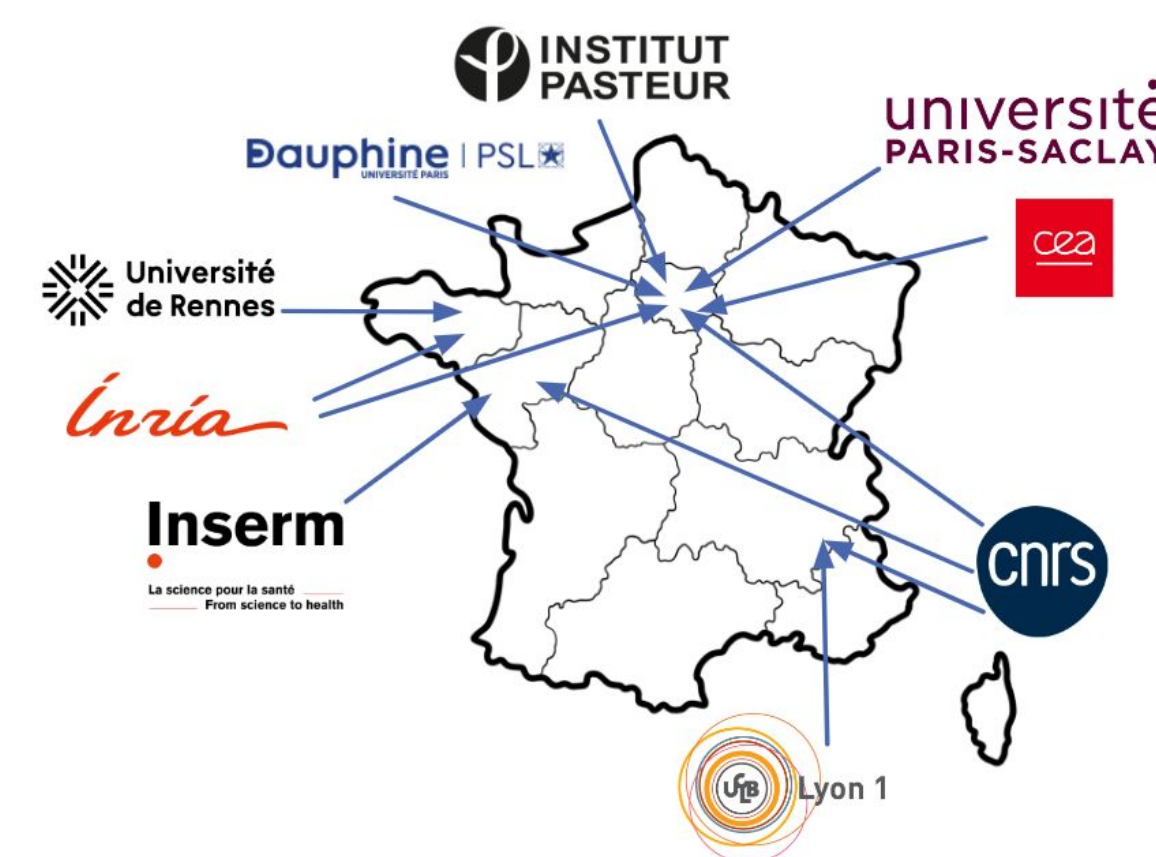 INSTITUT
PASTEUR
Dauphine | PSL
UNIVERSITÉ PARIS
université
PARIS-SACLAY
cea
Université
de Rennes
Inria
Inserm
La science pour la santé
From science to health
cnrs
UCBL
Lyon 1